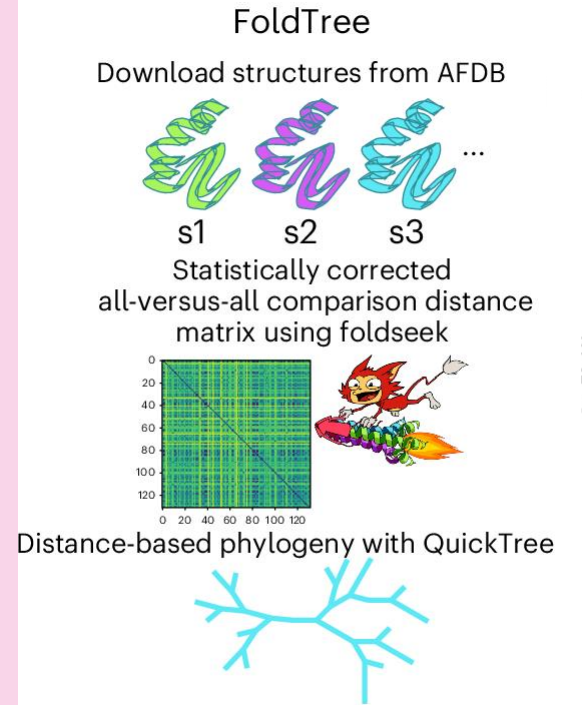 FoldTree
Download structures from AFDB
...
s1 s2 s3
Statistically corrected
all-versus-all comparison distance
matrix using foldseek
0
20
40
60
80
100
120
0 20 40 60 80 100 120
Distance-based phylogeny with QuickTree